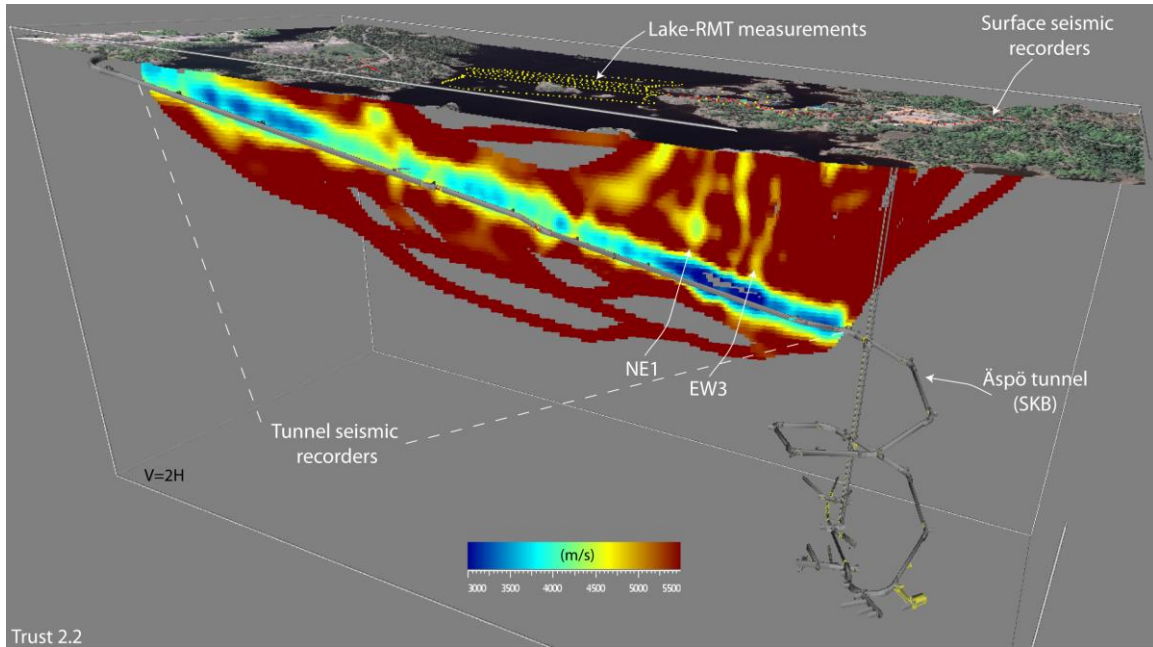 Lake-RMT measurements
Surface seismic
recorders
NE1
EW3
Äspö tunnel
(SKB)
Tunnel seismic
recorders
V=2H
(m/s)
3000 3500 4000 4500 5000 5500
Trust 2.2